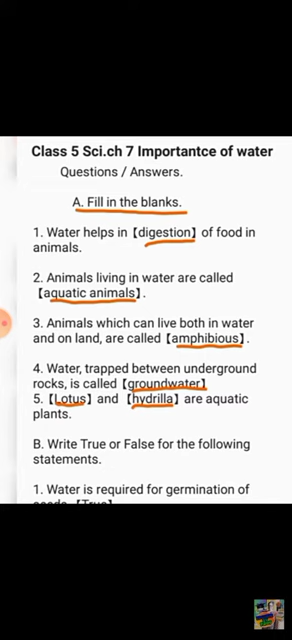 Class 5 Sci.ch 7 Importantce of water
Questions / Answers.
A. Fill in the blanks.
1. Water helps in【digestion】of food in
animals.
2. Animals living in water are called
【aquatic animals】.
3. Animals which can live both in water
and on land, are called【amphibious】.
4. Water, trapped between underground
rocks, is called【groundwater】
5.【Lotus】and【hydrilla】are aquatic
plants.
B. Write True or False for the following
statements.
1. Water is required for germination of